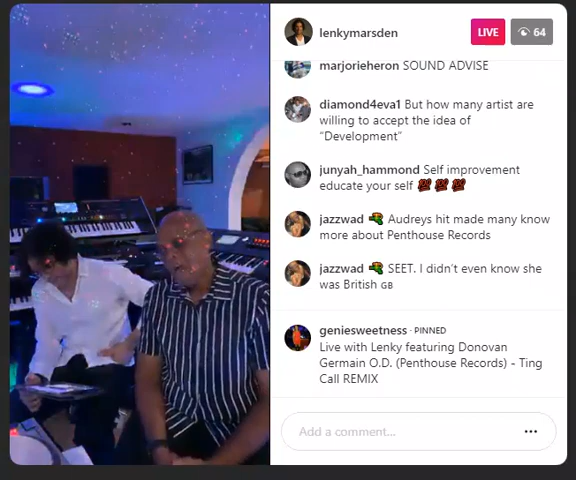 lenkymarsden
LIVE
64
marjorieheron SOUND ADVISE
diamond4eva1 But how many artist are
willing to accept the idea of
“Development”
junyah_hammond Self improvement
educate your self 💯 💯 💯
jazzwad 🔫 Audreys hit made many know
more about Penthouse Records
jazzwad 🔫 SEET. I didn't even know she
was British GB
geniesweetness · PINNED
Live with Lenky featuring Donovan
Germain O.D. (Penthouse Records) - Ting
Call REMIX
Add a comment...